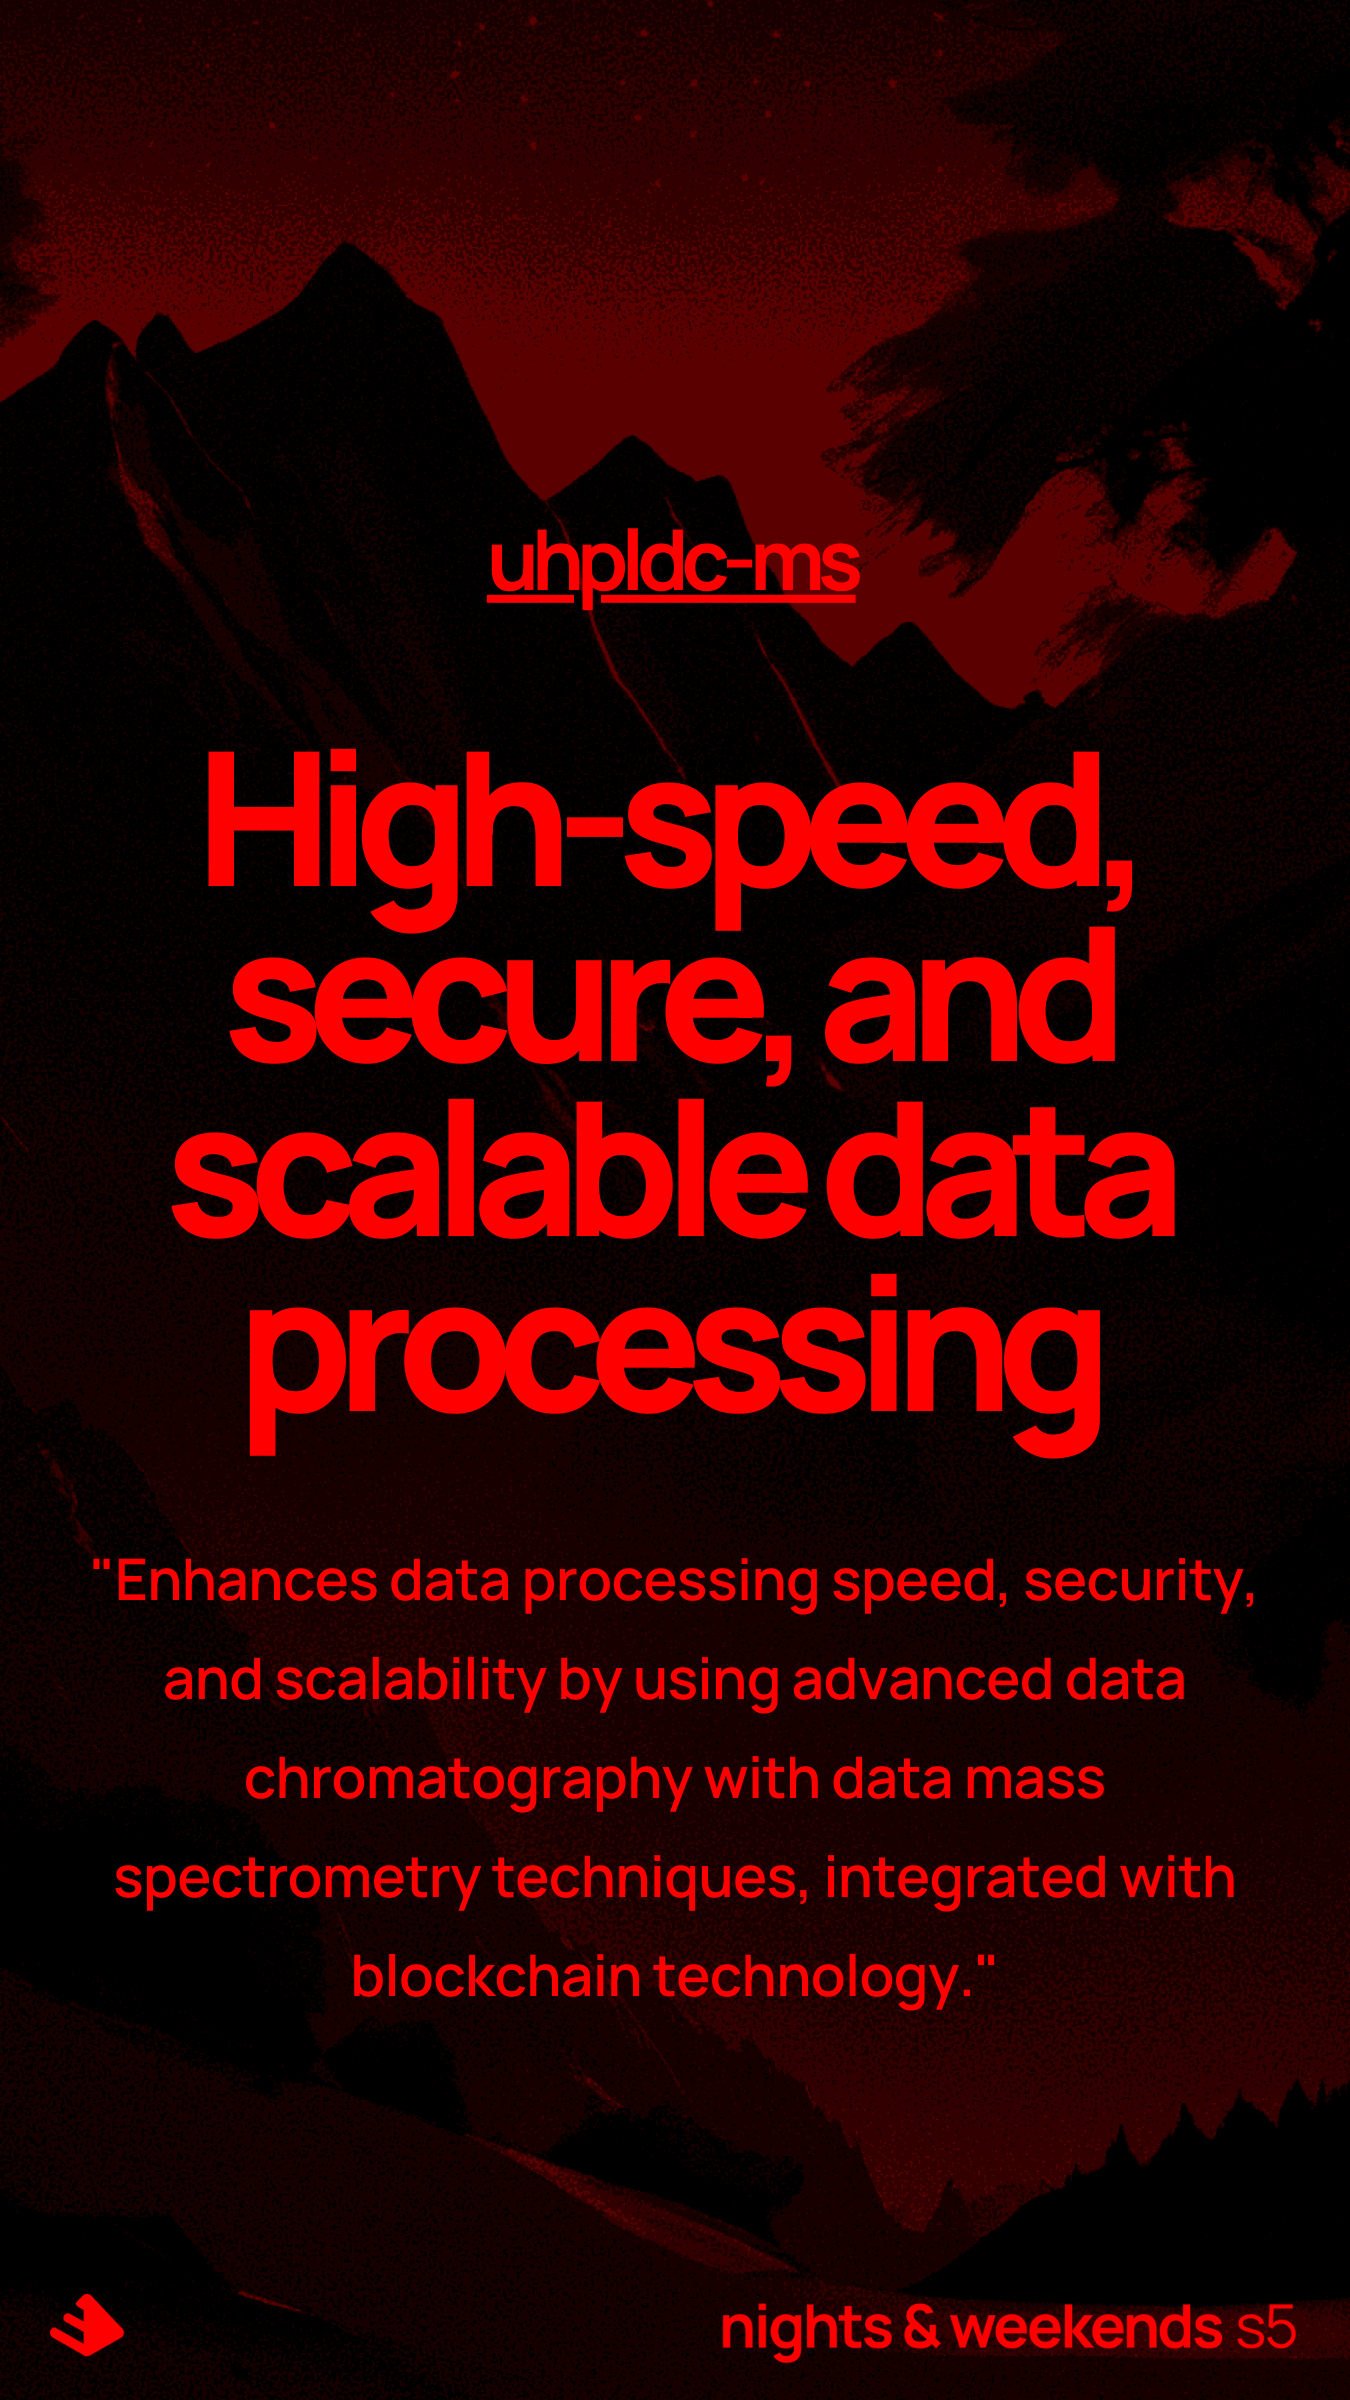 uhpldc-ms
High-speed,
secure, and
scalable data
processing
"Enhances data processing speed, security,
and scalability by using advanced data
chromatography with data mass
spectrometry techniques, integrated with
blockchain technology."
nights & weekends s5